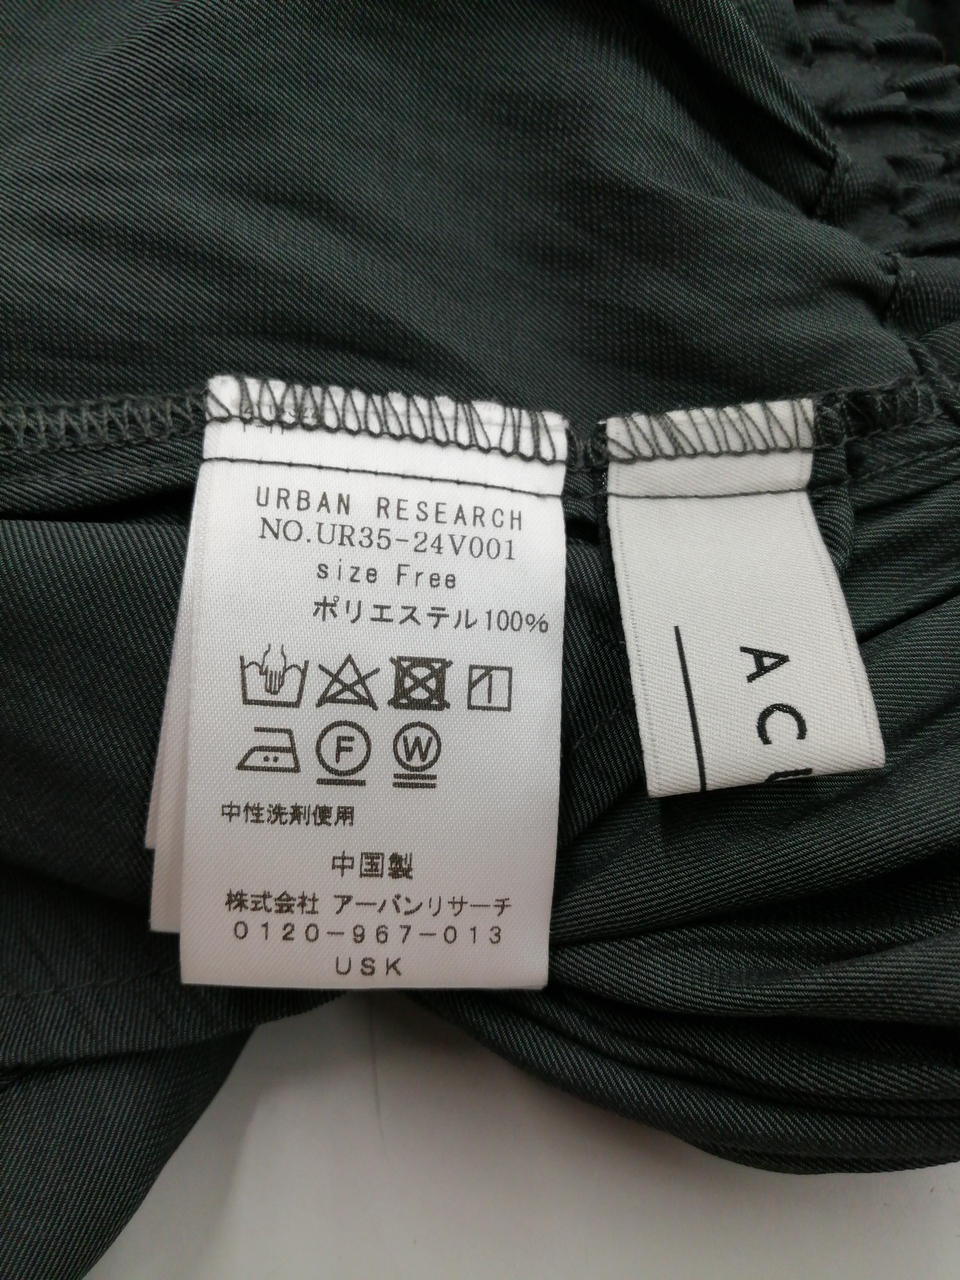 URBAN RESEARCH
NO.UR35-24V001
size Free
ポリエステル100%
F
W
中性洗剤使用
中国製
株式会社 アーバンリサーチ
0120-967-013
USK
AC